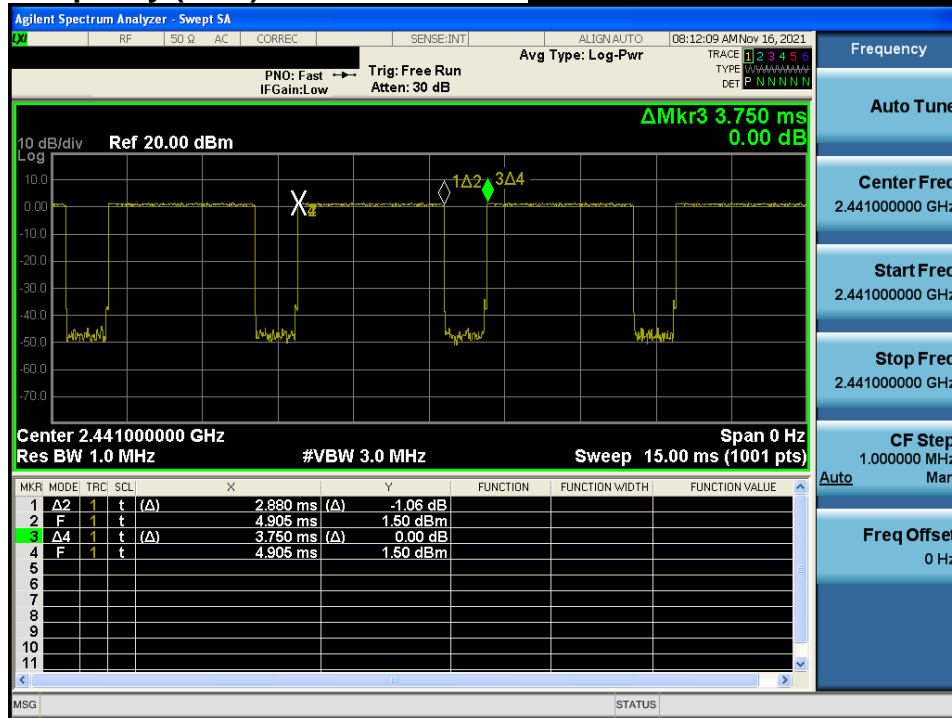 Agilent Spectrum Analyzer - Swept SA
LXI RF 50 Ω AC CORREC SENSE:INT ALIGN AUTO 08:12:09 AM Nov 16, 2021
Avg Type: Log-Pwr
TRACE 1 2 3 4 5 6
PNO: Fast Trig: Free Run
TYPE WWWWWW
IFGain:Low Atten: 30 dB
DET P N N N N N
ΔMkr3 3.750 ms
0.00 dB
10 dB/div Ref 20.00 dBm
Log
10.0
0.00
-10.0
-20.0
-30.0
-40.0
-50.0
-60.0
-70.0
1Δ2 3Δ4
X 4
Center 2.441000000 GHz Span 0 Hz
Res BW 1.0 MHz #VBW 3.0 MHz Sweep 15.00 ms (1001 pts)
MKR MODE TRC SCL X Y FUNCTION FUNCTION WIDTH FUNCTION VALUE
1 Δ2 1 t (Δ) 2.880 ms (Δ) -1.06 dB
2 F 1 t 4.905 ms 1.50 dBm
3 Δ4 1 t (Δ) 3.750 ms (Δ) 0.00 dB
4 F 1 t 4.905 ms 1.50 dBm
5
6
7
8
9
10
11
MSG STATUS
Frequency
Auto Tune
Center Freq
2.441000000 GHz
Start Freq
2.441000000 GHz
Stop Freq
2.441000000 GHz
CF Step
1.000000 MHz
Auto Man
Freq Offset
0 Hz